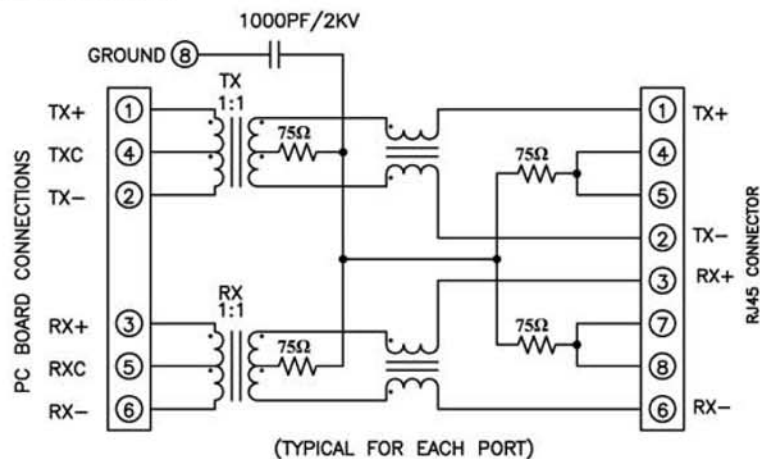 1000PF/2KV
GROUND 8
TX
1:1
PC BOARD CONNECTIONS
TX+ 1
TXC 4
TX- 2
RX+ 3
RXC 5
RX- 6
75Ω
RX
1:1
75Ω
75Ω
75Ω
1 TX+
4
5
2 TX-
3 RX+
7
8
6 RX-
RJ45 CONNECTOR
(TYPICAL FOR EACH PORT)